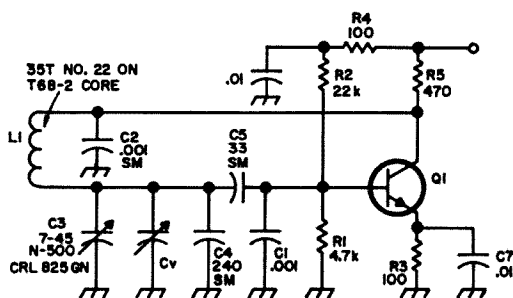 35T NO. 22 ON
T68-2 CORE
L1
C2
.001
SM
C3
7-45
N-500
CRL 825GN
Cv
C4
240
SM
C5
33
SM
C1
.001
.01
R4
100
R2
22k
R5
470
Q1
R1
4.7k
R3
100
C7
.01